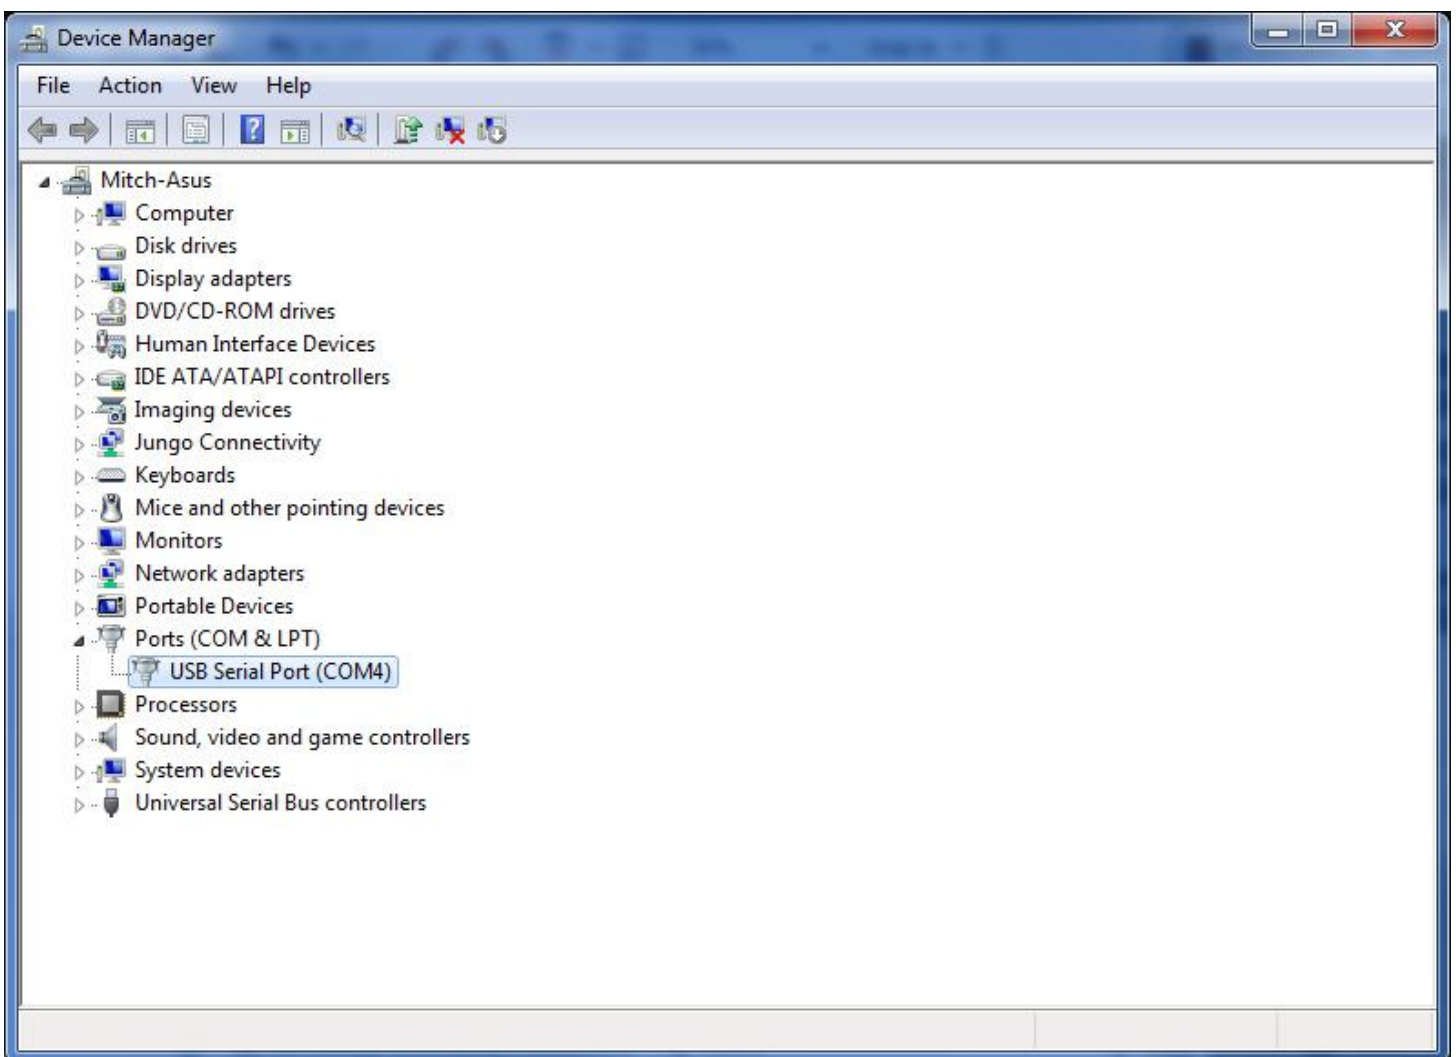 Device Manager
File Action View Help
Mitch-Asus
Computer
Disk drives
Display adapters
DVD/CD-ROM drives
Human Interface Devices
IDE ATA/ATAPI controllers
Imaging devices
Jungo Connectivity
Keyboards
Mice and other pointing devices
Monitors
Network adapters
Portable Devices
Ports (COM & LPT)
USB Serial Port (COM4)
Processors
Sound, video and game controllers
System devices
Universal Serial Bus controllers